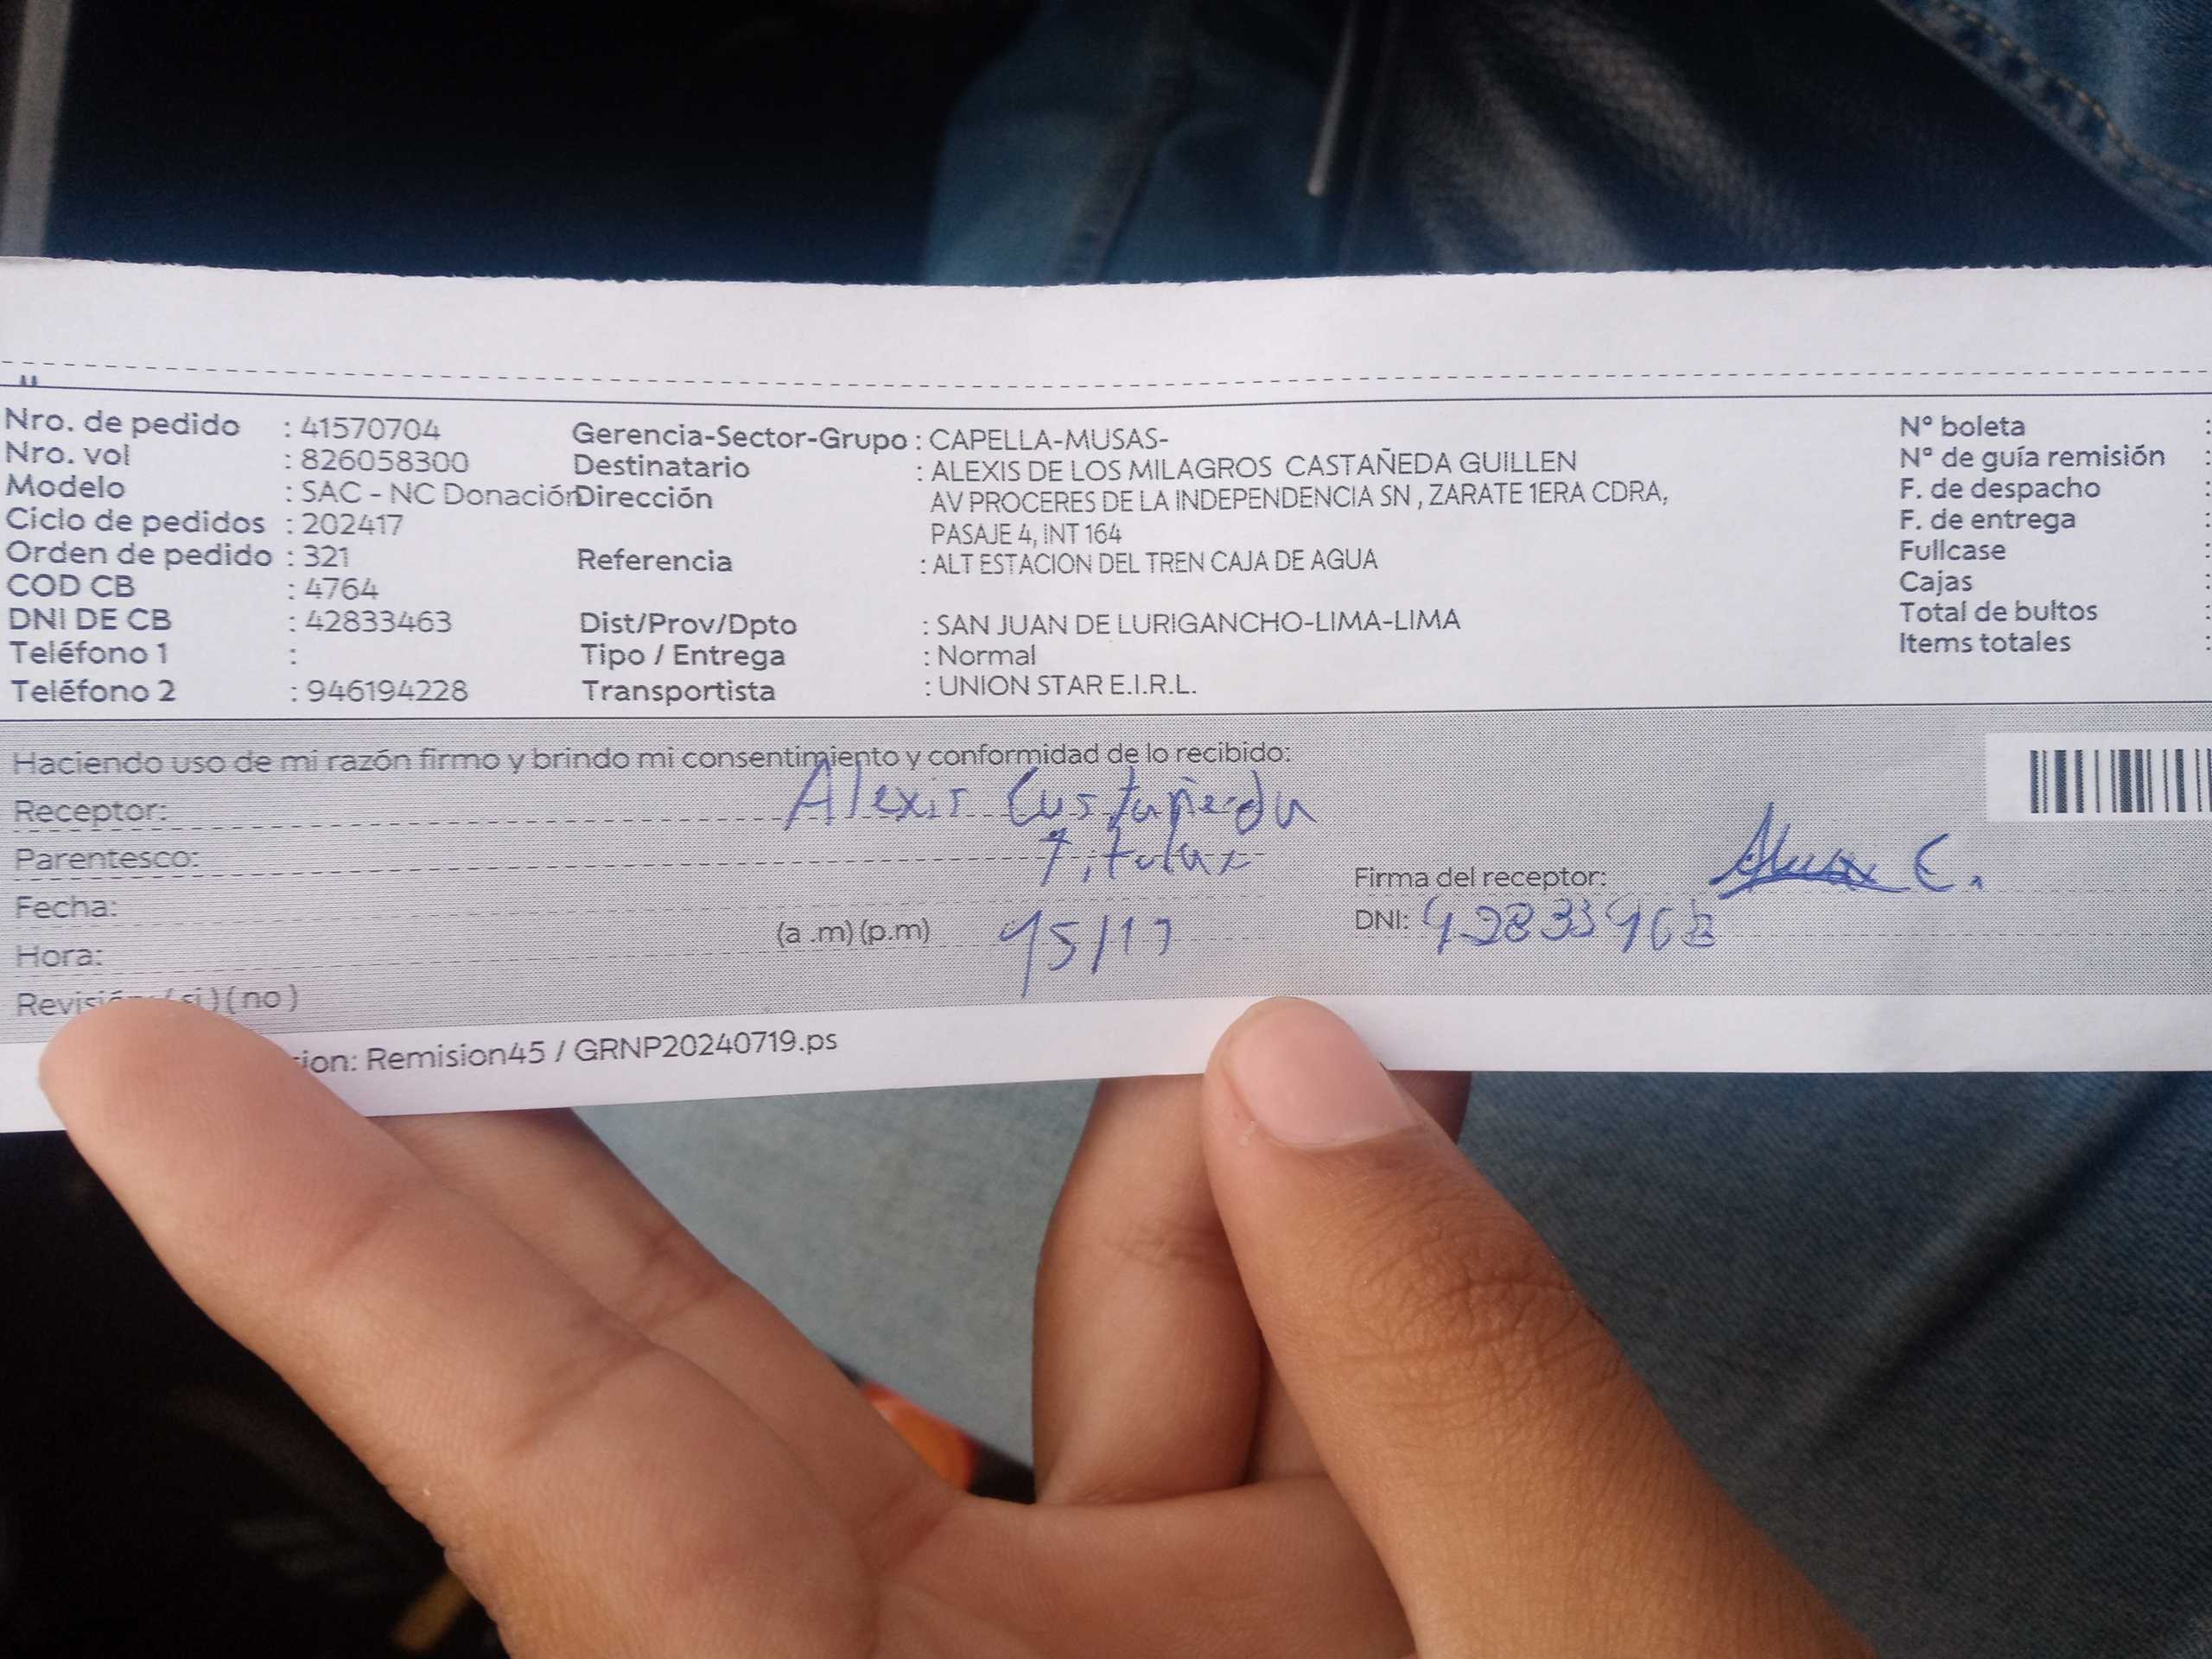 Nro. de pedido : 41570704
Nro. vol : 826058300
Modelo : SAC - NC Donación
Ciclo de pedidos : 202417
Orden de pedido : 321
COD CB : 4764
DNI DE CB : 42833463
Teléfono 1 :
Teléfono 2 : 946194228
Gerencia-Sector-Grupo : CAPELLA-MUSAS-
Destinatario : ALEXIS DE LOS MILAGROS CASTAÑEDA GUILLEN
Dirección AV PROCERES DE LA INDEPENDENCIA SN , ZARATE 1ERA CDRA,
PASAJE 4, INT 164
Referencia : ALT ESTACION DEL TREN CAJA DE AGUA
Dist/Prov/Dpto : SAN JUAN DE LURIGANCHO-LIMA-LIMA
Tipo / Entrega : Normal
Transportista : UNION STAR E.I.R.L.
N° boleta :
N° de guía remisión :
F. de despacho :
F. de entrega :
Fullcase :
Cajas :
Total de bultos :
Items totales :
Haciendo uso de mi razón firmo y brindo mi consentimiento y conformidad de lo recibido:
Receptor: Alexis Castañeda
Parentesco: Titular
Fecha:
Hora: (a .m) (p.m)
Revisión: ( si ) ( no )
Firma del receptor:
DNI: 42833463
Remision45 / GRNP20240719.ps